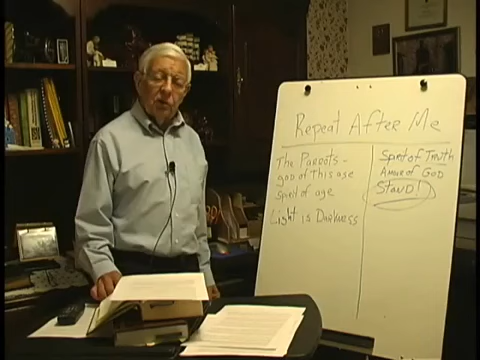 Repeat After Me
The Parrots -
god of This age
Spirit of age
Light is Darkness
Spirit of Truth
Armor of GOD
STAND!